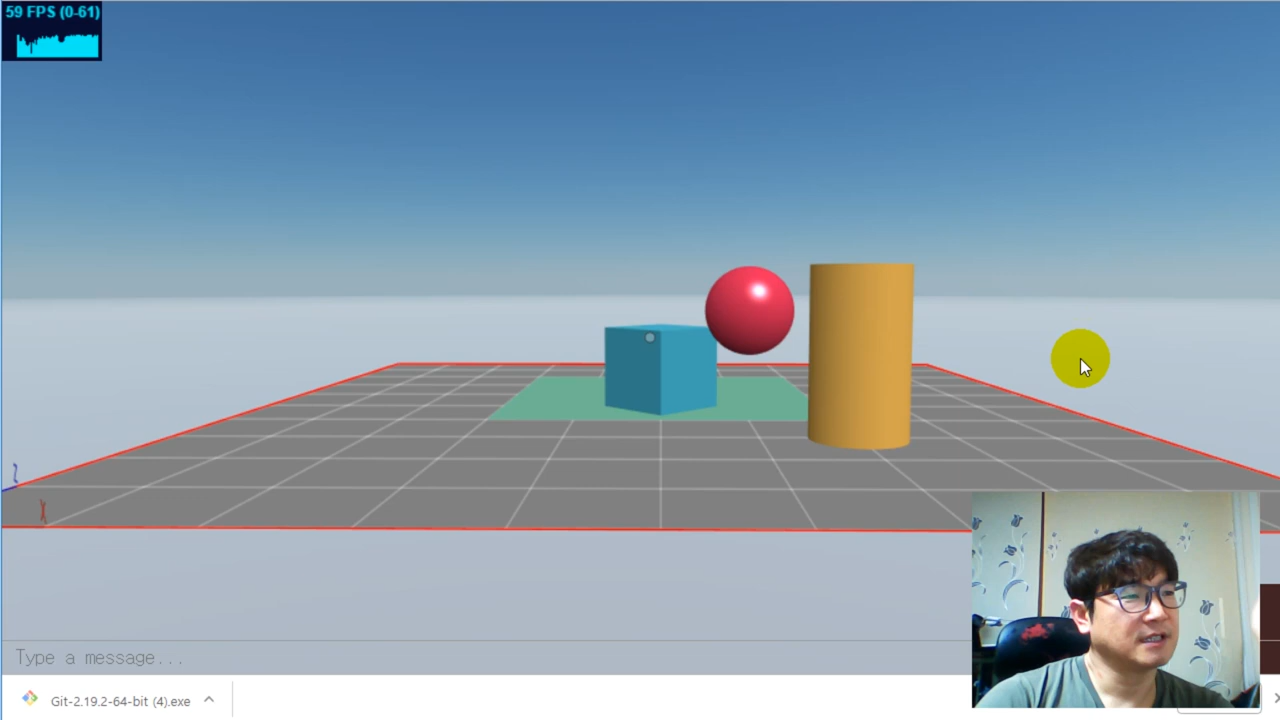 59 FPS (0-61)
Z
X
Type a message...
Git-2.19.2-64-bit (4).exe